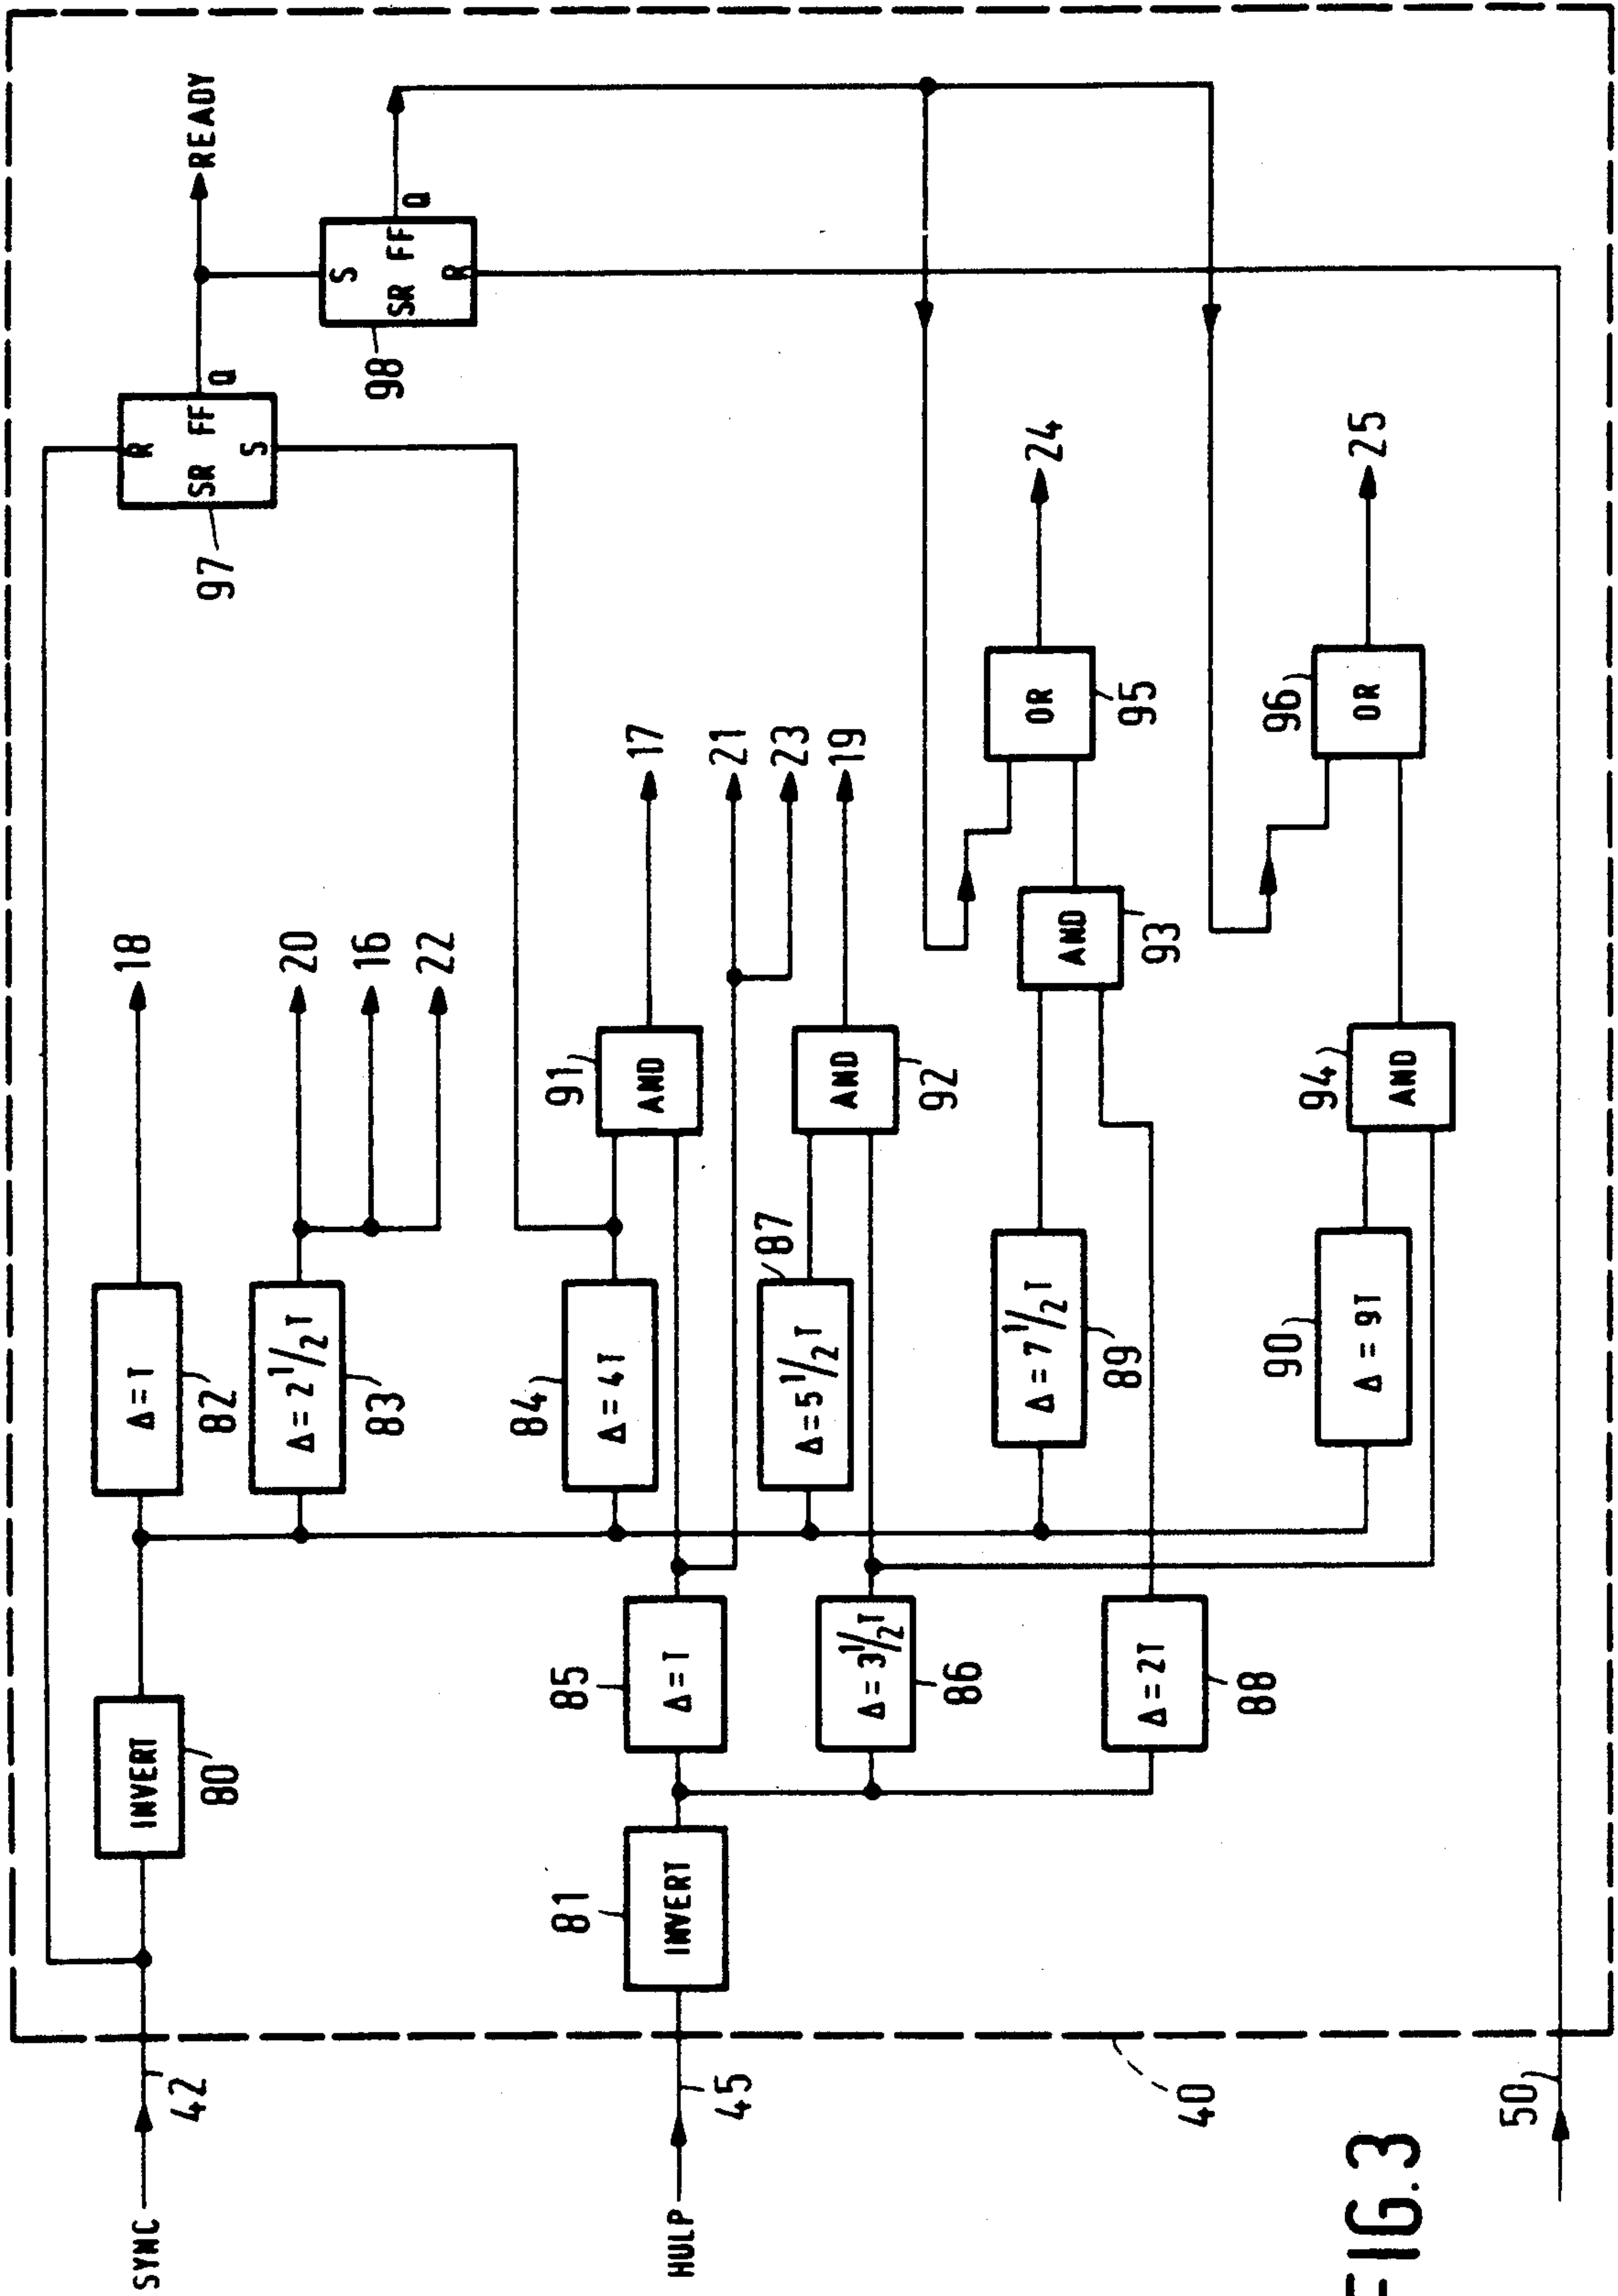 SYNC
42
INVERT
80
Δ = T
82
18
R
SR FF
S
Q
97
READY
Δ = 2 1/2 T
83
20
16
22
S
SR FF
R
Q
98
HULP
45
INVERT
81
Δ = T
85
Δ = 4T
84
AND
91
17
21
23
Δ = 3 1/2 T
86
Δ = 5 1/2 T
87
AND
92
19
Δ = 2T
88
Δ = 7 1/2 T
89
AND
93
OR
95
24
Δ = 9T
90
AND
94
OR
96
25
40
50
FIG. 3